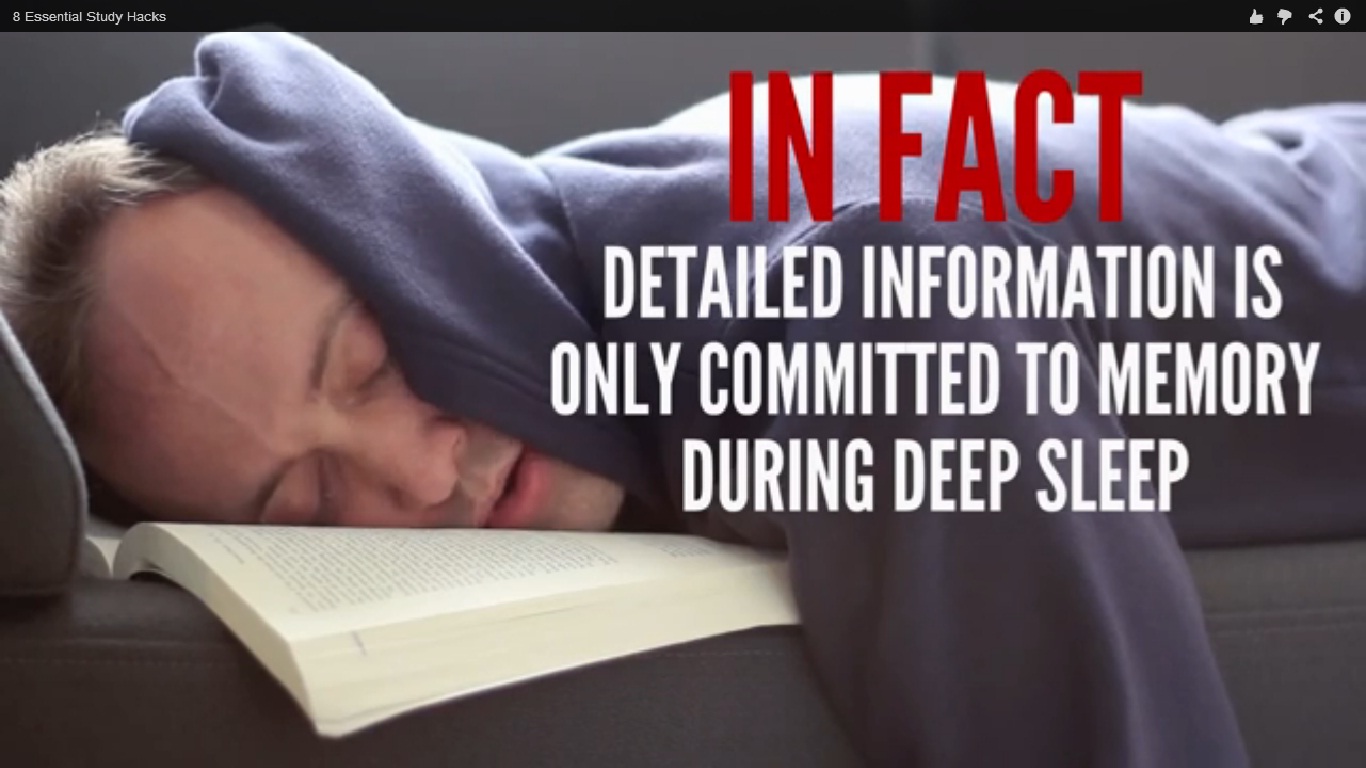 8 Essential Study Hacks
IN FACT
DETAILED INFORMATION IS
ONLY COMMITTED TO MEMORY
DURING DEEP SLEEP